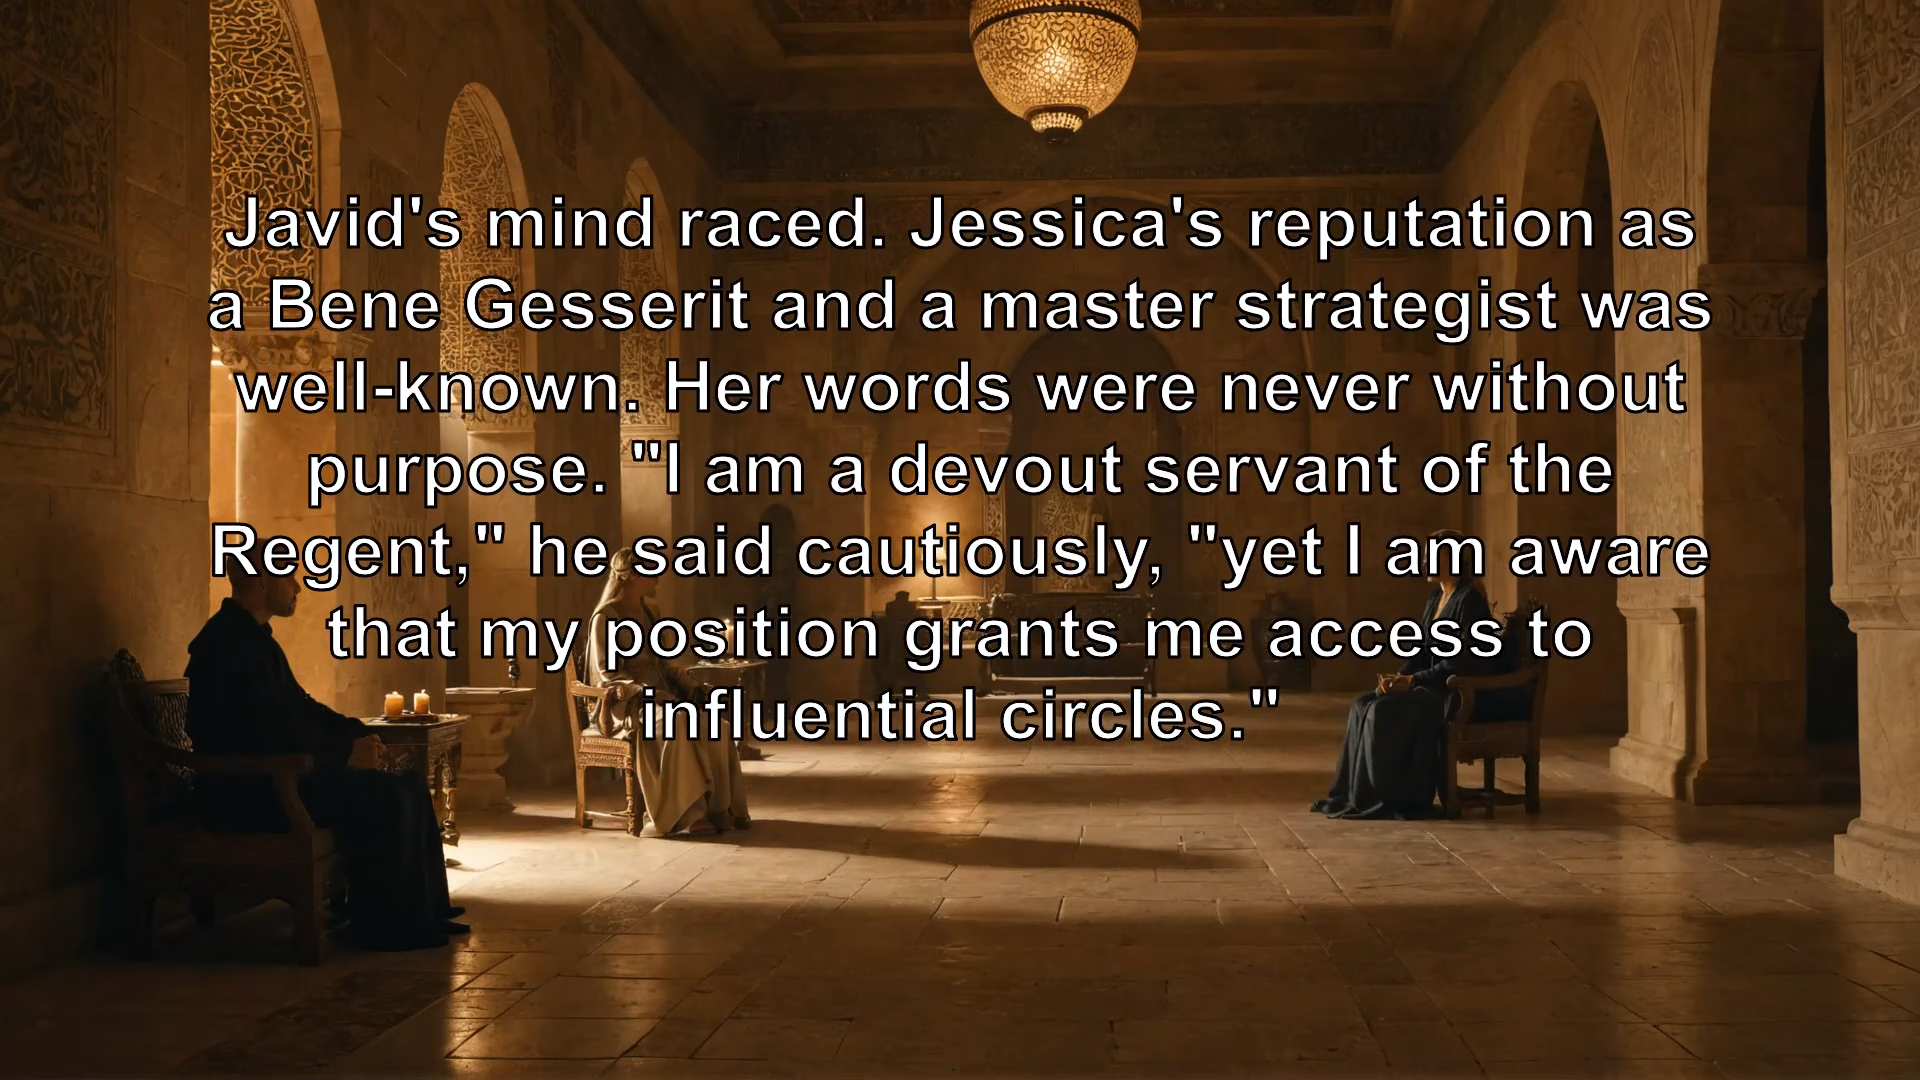 Javid's mind raced. Jessica's reputation as
a Bene Gesserit and a master strategist was
well-known. Her words were never without
purpose. "I am a devout servant of the
Regent," he said cautiously, "yet I am aware
that my position grants me access to
influential circles."